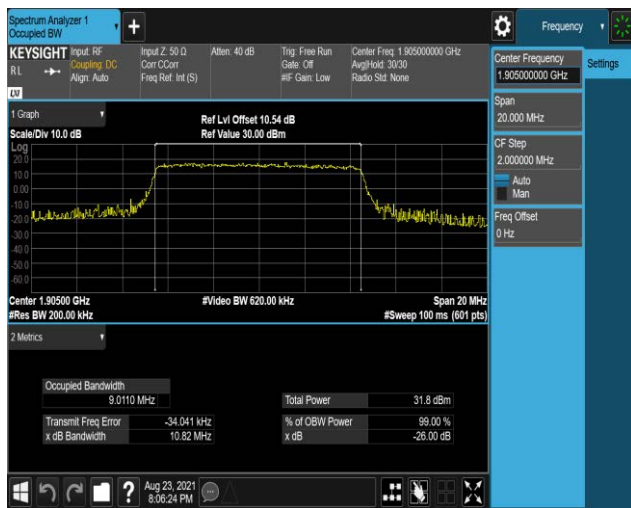 Spectrum Analyzer 1
Occupied BW
Frequency
KEYSIGHT
RL
LXI
Input: RF
Coupling: DC
Align: Auto
Input Z: 50 Ω
Corr CCorr
Freq Ref: Int (S)
Atten: 40 dB
Trig: Free Run
Gate: Off
#IF Gain: Low
Center Freq: 1.905000000 GHz
Avg|Hold: 30/30
Radio Std: None
Center Frequency
1.905000000 GHz
Settings
Span
20.000 MHz
CF Step
2.000000 MHz
Auto
Man
Freq Offset
0 Hz
1 Graph
Scale/Div 10.0 dB
Ref Lvl Offset 10.54 dB
Ref Value 30.00 dBm
Log
20.0
10.0
0.00
-10.0
-20.0
-30.0
-40.0
-50.0
-60.0
Center 1.90500 GHz
#Res BW 200.00 kHz
#Video BW 620.00 kHz
Span 20 MHz
#Sweep 100 ms (601 pts)
2 Metrics
Occupied Bandwidth
9.0110 MHz
Total Power 31.8 dBm
Transmit Freq Error -34.041 kHz
% of OBW Power 99.00 %
x dB Bandwidth 10.82 MHz
x dB -26.00 dB
?
Aug 23, 2021
8:06:24 PM